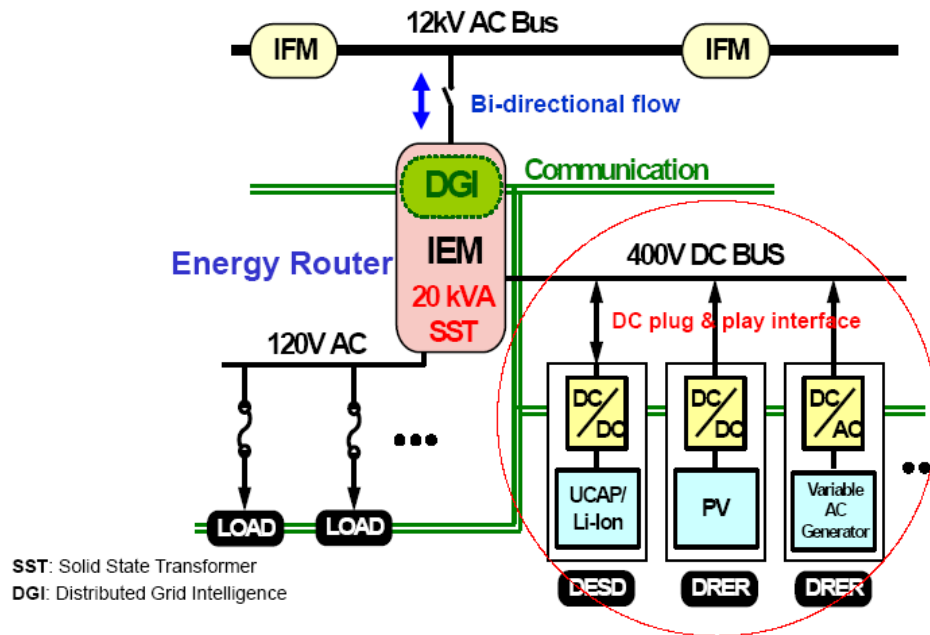 12kV AC Bus
IFM
IFM
Bi-directional flow
DGI
Communication
Energy Router
IEM
20 kVA
SST
400V DC BUS
DC plug & play interface
120V AC
DC/DC
DC/DC
DC/AC
UCAP/
Li-Ion
PV
Variable
AC
Generator
LOAD
LOAD
DESD
DRER
DRER
SST: Solid State Transformer
DGI: Distributed Grid Intelligence